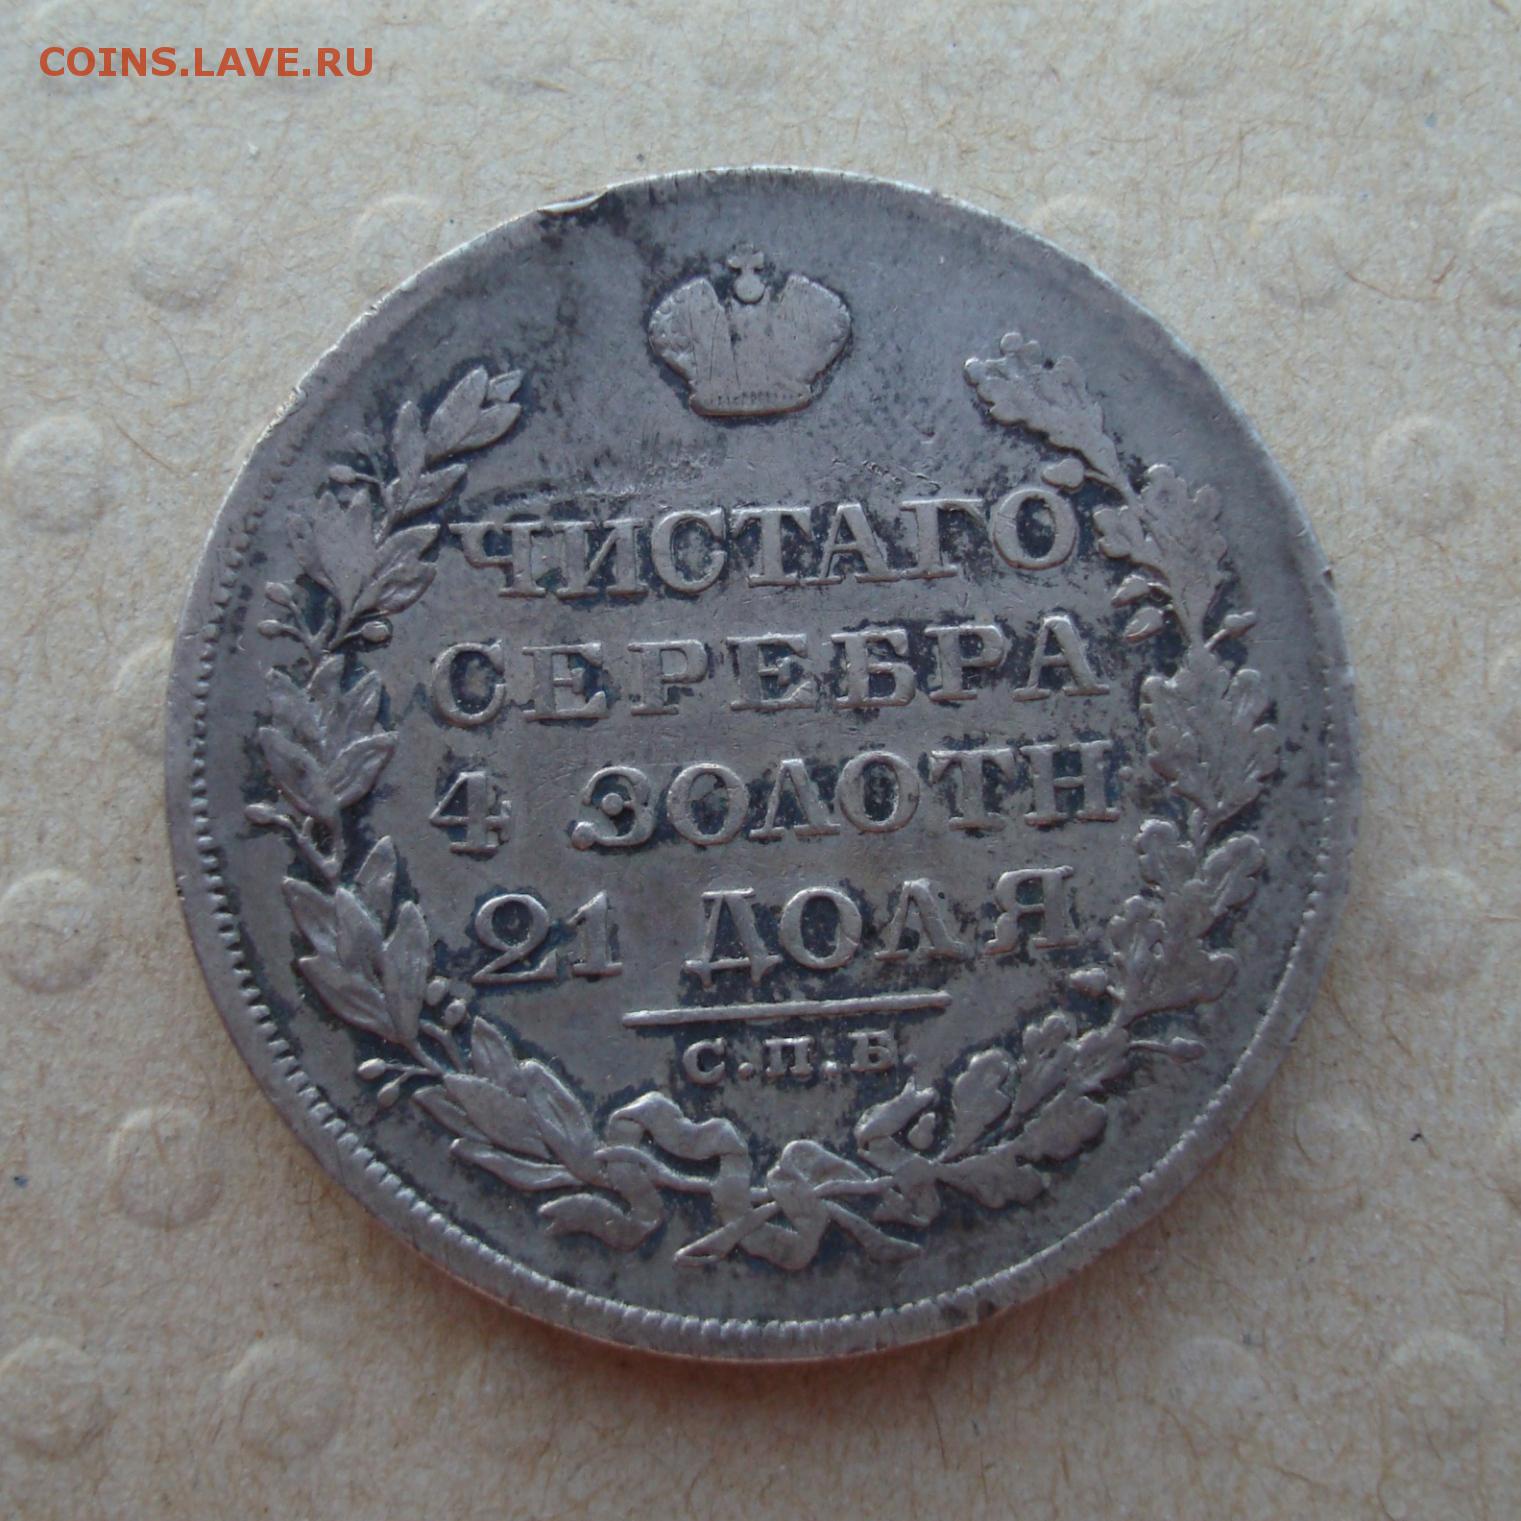 COINS.LAVE.RU
ЧИСТАГО
СЕРЕБРА
4 ЗОЛОТН
21 ДОЛЯ
С.П.Б.